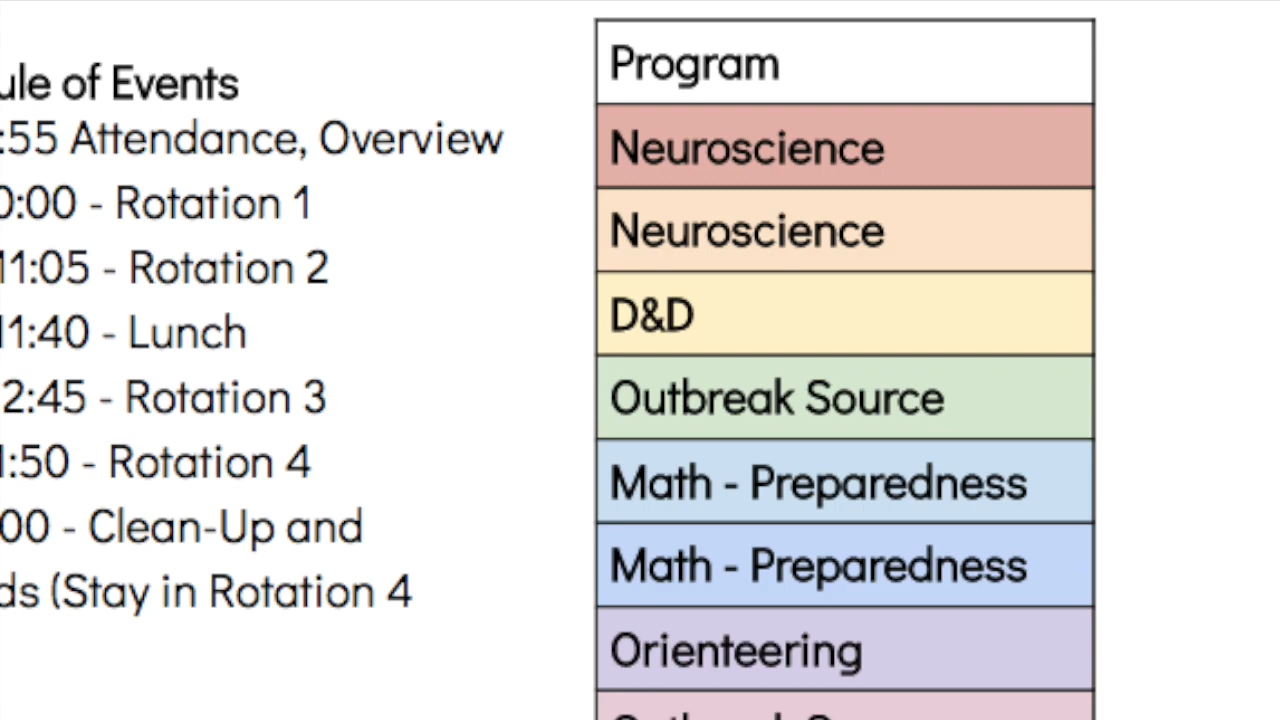 ule of Events
:55 Attendance, Overview
0:00 - Rotation 1
11:05 - Rotation 2
11:40 - Lunch
2:45 - Rotation 3
1:50 - Rotation 4
00 - Clean-Up and
ds (Stay in Rotation 4
Program
Neuroscience
Neuroscience
D&D
Outbreak Source
Math - Preparedness
Math - Preparedness
Orienteering